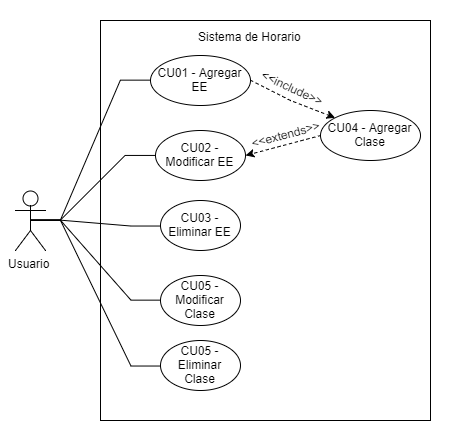 Sistema de Horario
CU01 - Agregar
EE
<<include>>
CU04 - Agregar
Clase
<<extends>>
CU02 -
Modificar EE
CU03 -
Eliminar EE
Usuario
CU05 -
Modificar
Clase
CU05 -
Eliminar
Clase